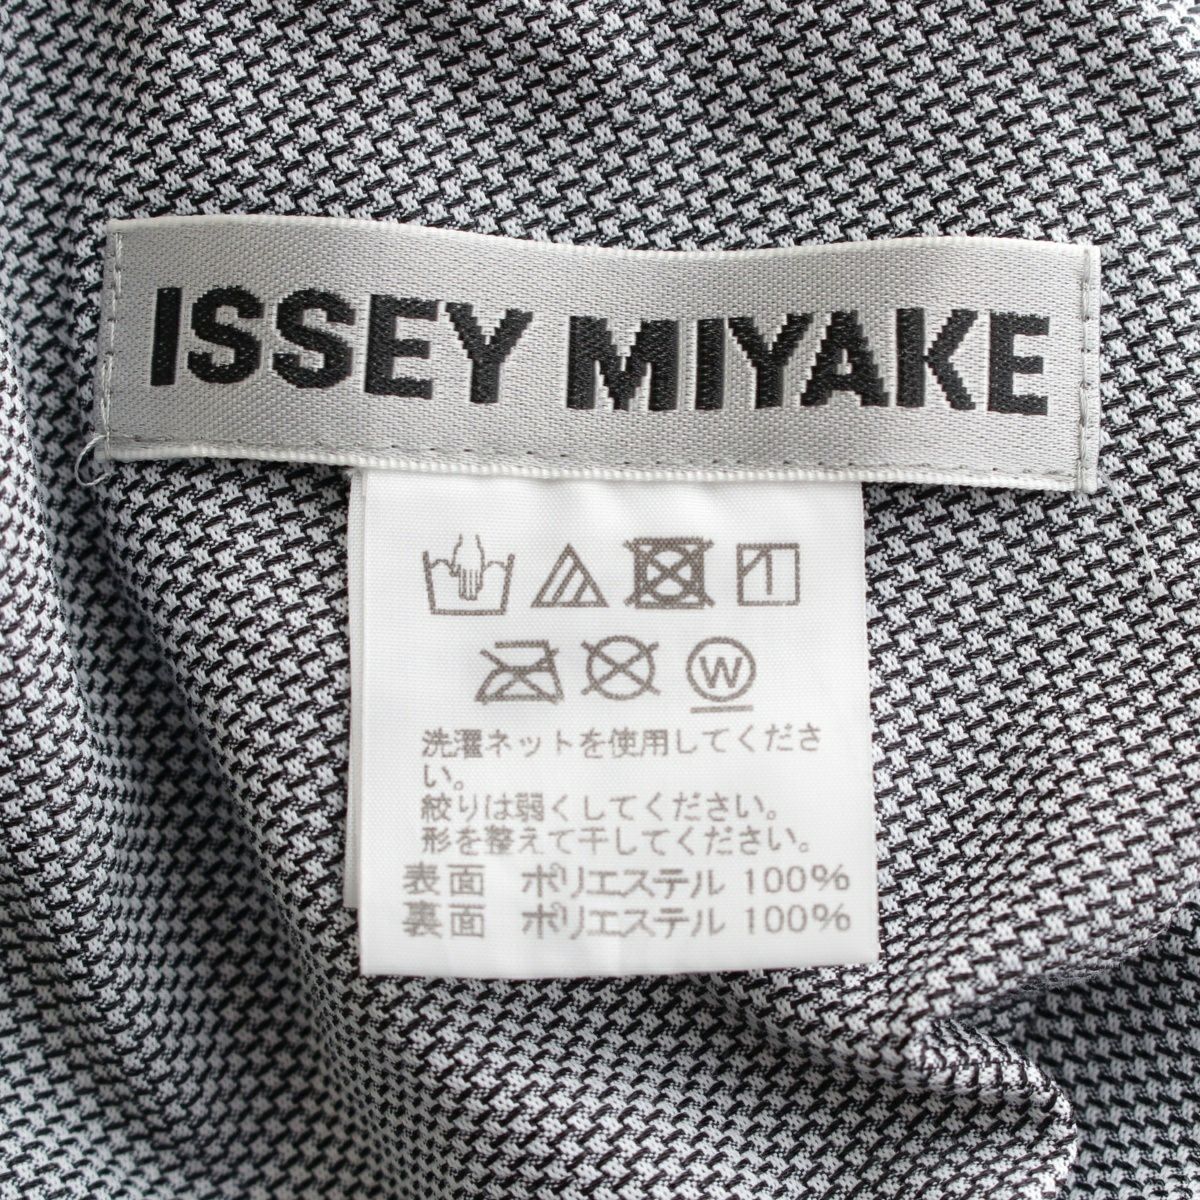 ISSEY MIYAKE
W
洗濯ネットを使用してくださ
い。
絞りは弱くしてください。
形を整えて干してください。
表面 ポリエステル 100%
裏面 ポリエステル 100%